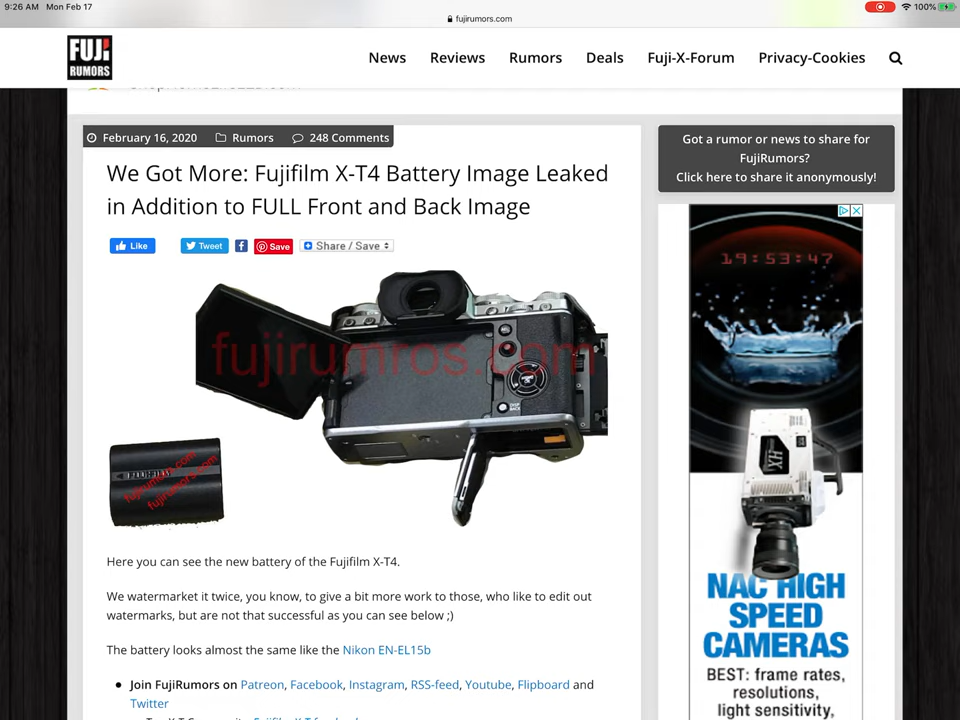 9:26 AM Mon Feb 17
100%
fujirumors.com
FUJI
RUMORS
News Reviews Rumors Deals Fuji-X-Forum Privacy-Cookies
February 16, 2020 Rumors 248 Comments
We Got More: Fujifilm X-T4 Battery Image Leaked
in Addition to FULL Front and Back Image
Like Tweet Save Share / Save
fujirumros.com
DISP
BACK
FUJIFILM
fujirumors.com
fujirumors.com
Here you can see the new battery of the Fujifilm X-T4.
We watermarket it twice, you know, to give a bit more work to those, who like to edit out
watermarks, but are not that successful as you can see below ;)
The battery looks almost the same like the Nikon EN-EL15b
Join FujiRumors on Patreon, Facebook, Instagram, RSS-feed, Youtube, Flipboard and
Twitter
Got a rumor or news to share for
FujiRumors?
Click here to share it anonymously!
19:53:47
HX
NAC HIGH
SPEED
CAMERAS
BEST: frame rates,
resolutions,
light sensitivity,